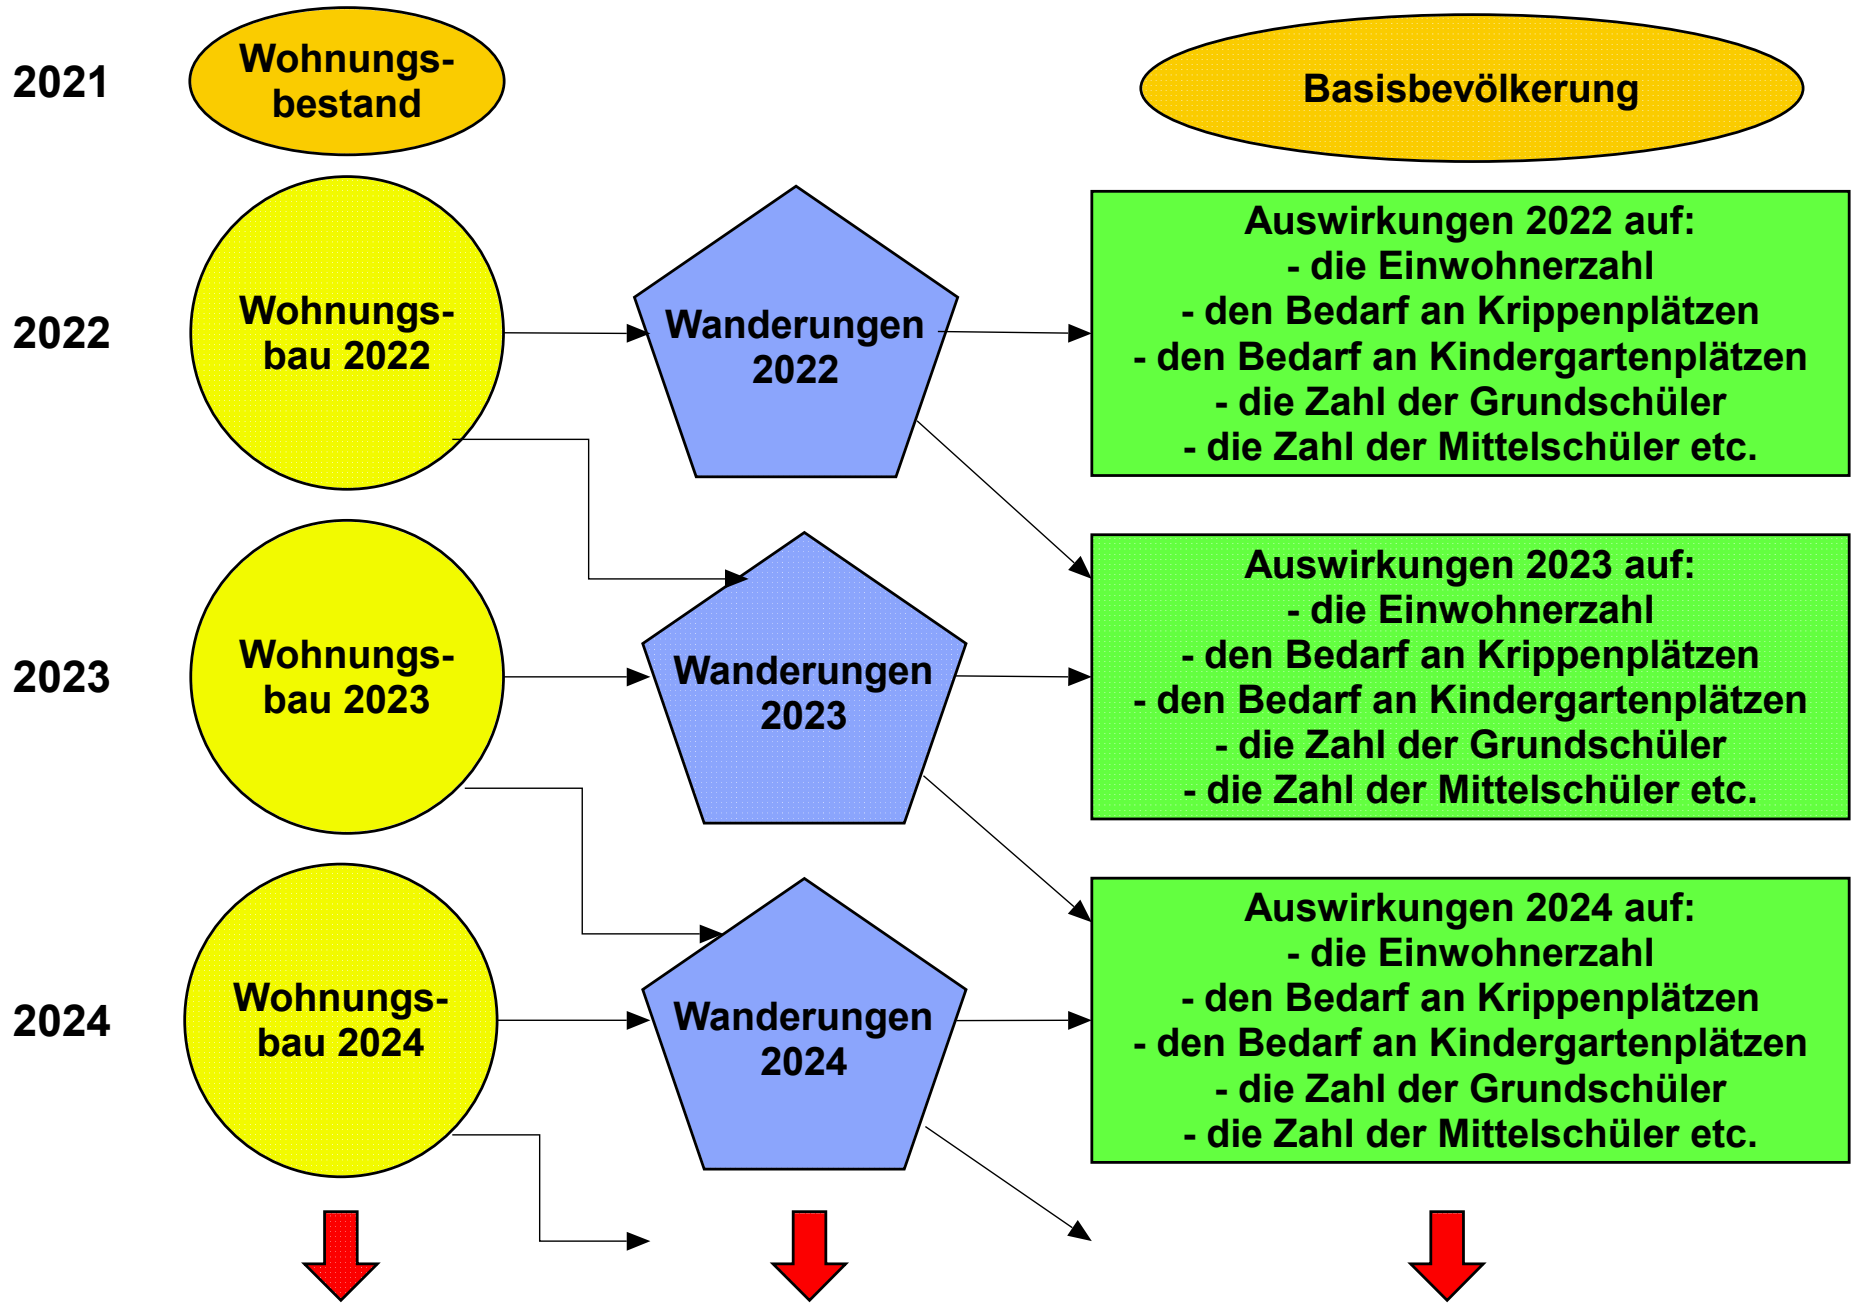 2021
Wohnungs-
bestand
Basisbevölkerung
2022
Wohnungs-
bau 2022
Wanderungen
2022
Auswirkungen 2022 auf:
- die Einwohnerzahl
- den Bedarf an Krippenplätzen
- den Bedarf an Kindergartenplätzen
- die Zahl der Grundschüler
- die Zahl der Mittelschüler etc.
2023
Wohnungs-
bau 2023
Wanderungen
2023
Auswirkungen 2023 auf:
- die Einwohnerzahl
- den Bedarf an Krippenplätzen
- den Bedarf an Kindergartenplätzen
- die Zahl der Grundschüler
- die Zahl der Mittelschüler etc.
2024
Wohnungs-
bau 2024
Wanderungen
2024
Auswirkungen 2024 auf:
- die Einwohnerzahl
- den Bedarf an Krippenplätzen
- den Bedarf an Kindergartenplätzen
- die Zahl der Grundschüler
- die Zahl der Mittelschüler etc.